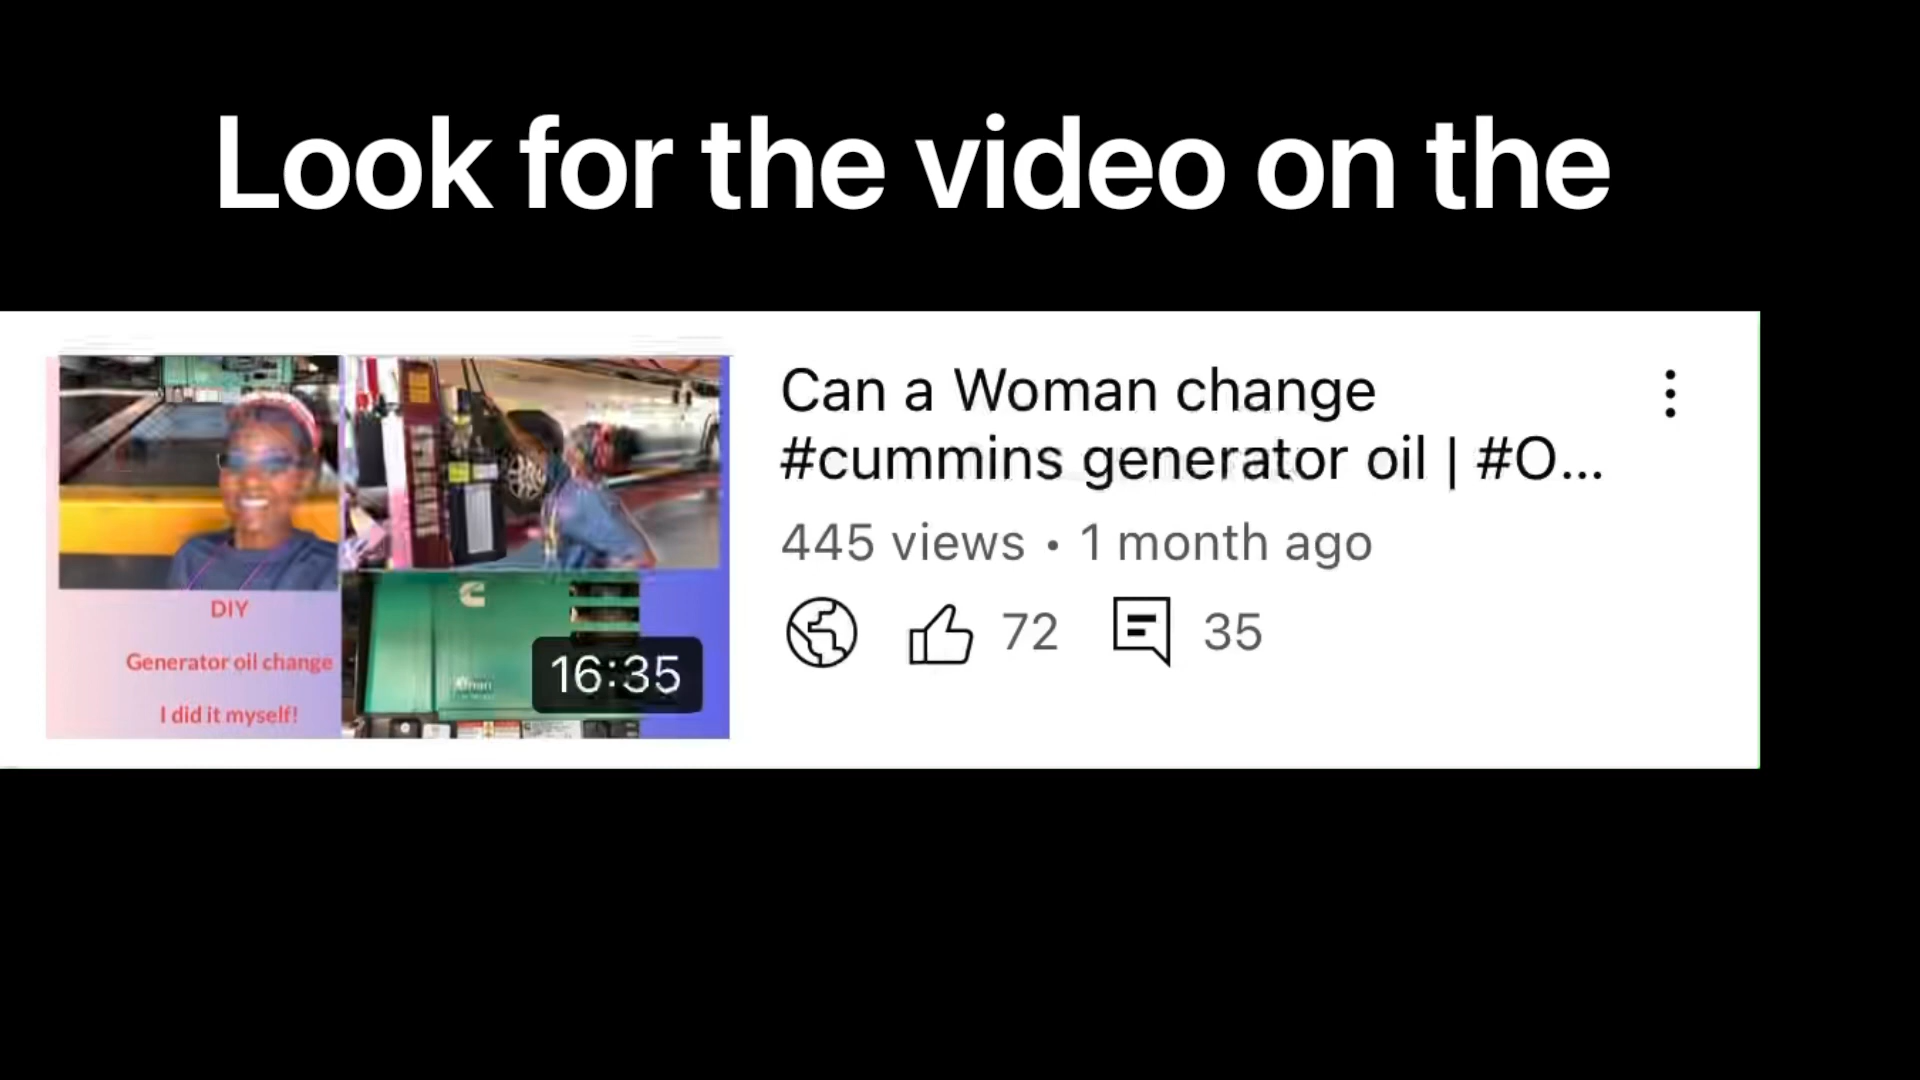 Look for the video on the
Can a Woman change
#cummins generator oil | #O...
445 views • 1 month ago
72 35
DIY
Generator oil change
I did it myself!
16:35